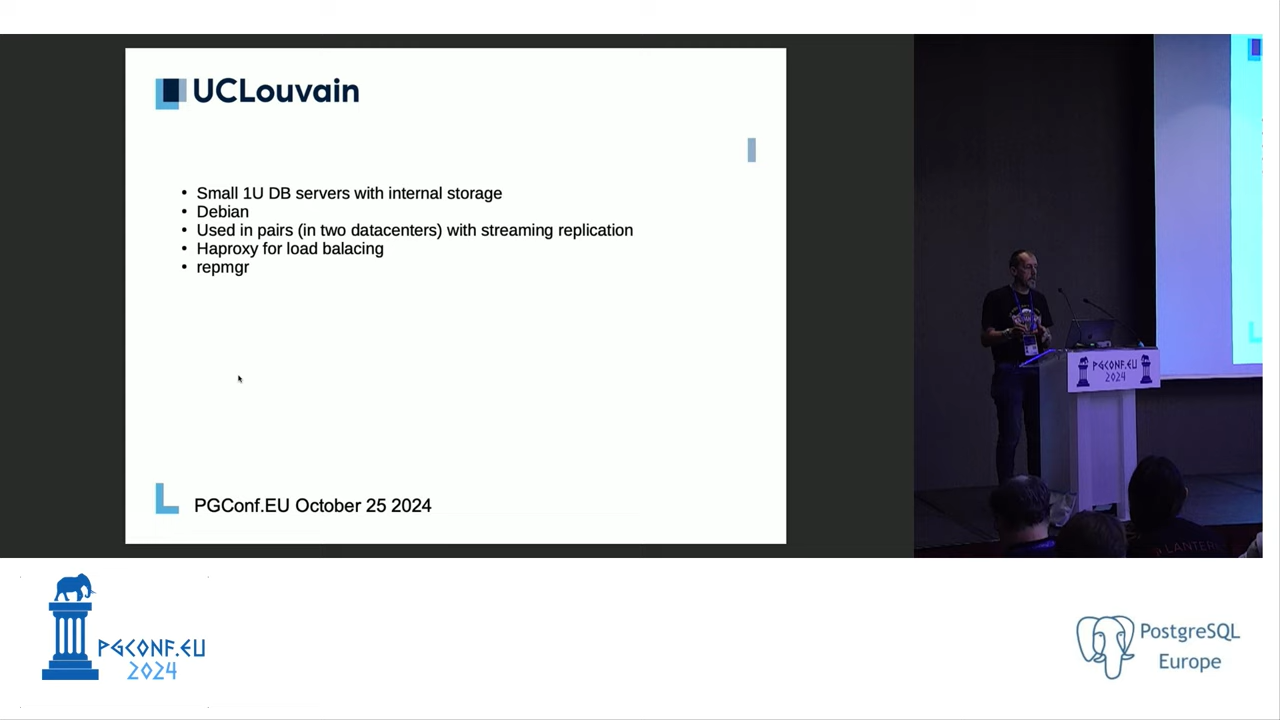 UCLouvain
• Small 1U DB servers with internal storage
• Debian
• Used in pairs (in two datacenters) with streaming replication
• Haproxy for load balacing
• repmgr
PGConf.EU October 25 2024
PGCONF.EU
2024
PGCONF.EU
2024
PostgreSQL
Europe